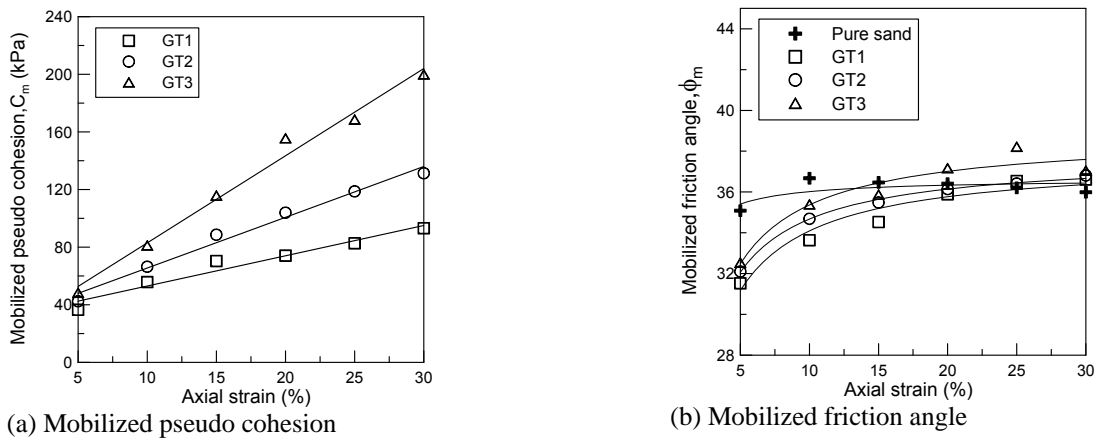 Mobilized pseudo cohesion,Cm (kPa)
240
200
160
120
80
40
0
GT1
GT2
GT3
5 10 15 20 25 30
Axial strain (%)
(a) Mobilized pseudo cohesion
Mobilized friction angle,ϕm
44
40
36
32
28
Pure sand
GT1
GT2
GT3
5 10 15 20 25 30
Axial strain (%)
(b) Mobilized friction angle